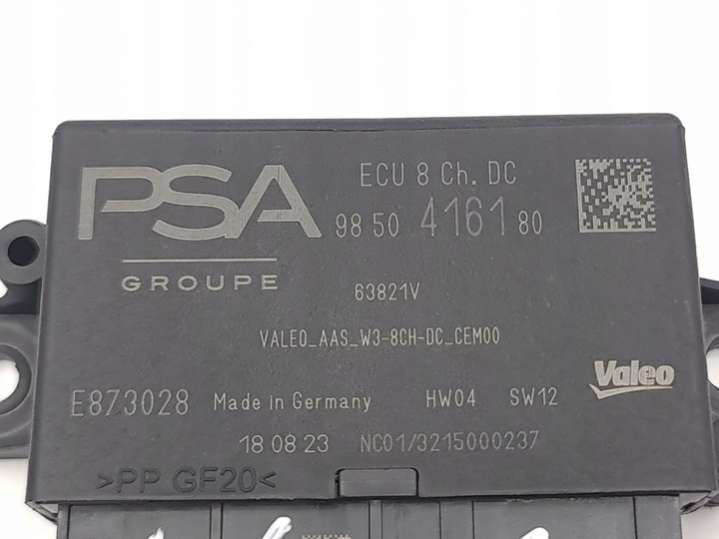 PSA
GROUPE
ECU 8 Ch. DC
98 50 4161 80
63821V
VALEO_AAS_W3-8CH-DC_CEM00
Valeo
E873028 Made in Germany HW04 SW12
18 08 23 NC01/3215000237
>PP GF20<